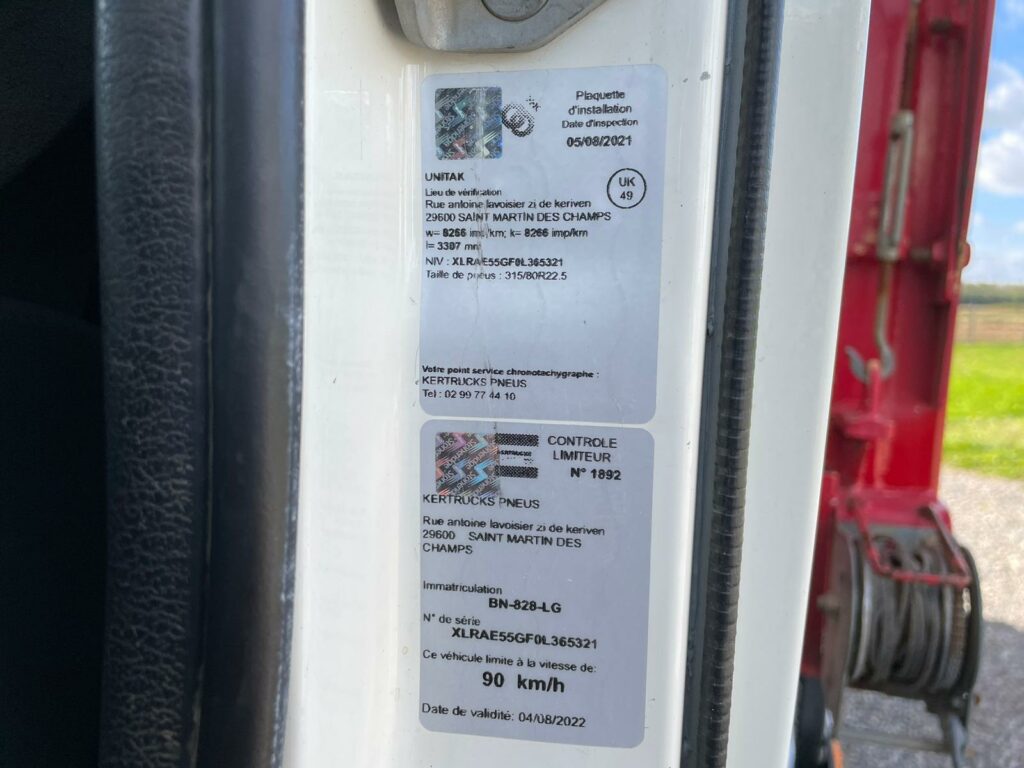 Plaquette
d'installation
Date d'inspection
05/08/2021
UNITAK
UK
49
Lieu de vérification
Rue antoine lavoisier zi de keriven
29600 SAINT MARTIN DES CHAMPS
w= 8266 imp/km; k= 8266 imp/km
l= 3307 mm
NIV : XLRAE55GF0L365321
Taille de pneus : 315/80R22.5
Votre point service chronotachygraphe :
KERTRUCKS PNEUS
Tel : 02 99 77 44 10
CONTROLE
LIMITEUR
N° 1892
KERTRUCKS PNEUS
Rue antoine lavoisier zi de keriven
29600 SAINT MARTIN DES
CHAMPS
Immatriculation
BN-828-LG
N° de série
XLRAE55GF0L365321
Ce véhicule limite à la vitesse de:
90 km/h
Date de validité: 04/08/2022